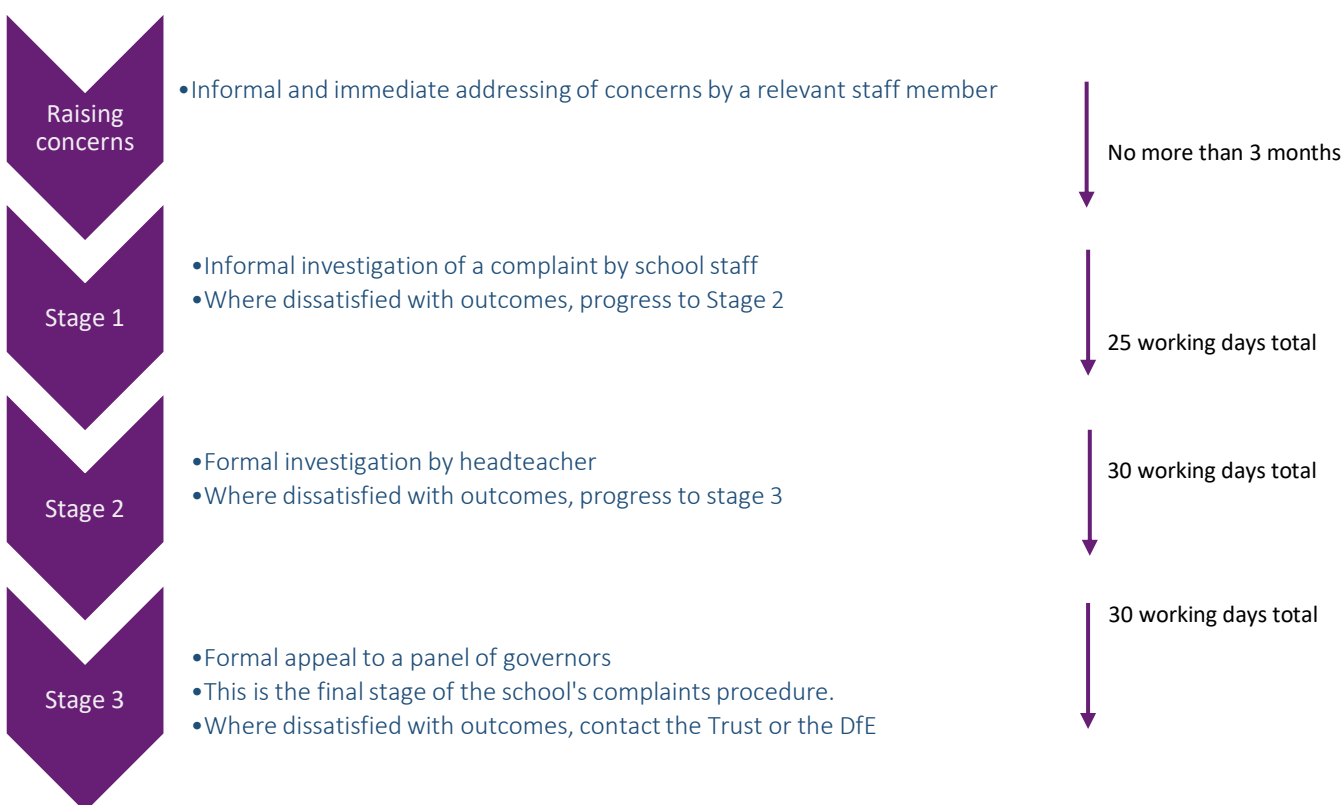 Raising
concerns
•Informal and immediate addressing of concerns by a relevant staff member
No more than 3 months
Stage 1
•Informal investigation of a complaint by school staff
•Where dissatisfied with outcomes, progress to Stage 2
25 working days total
Stage 2
•Formal investigation by headteacher
•Where dissatisfied with outcomes, progress to stage 3
30 working days total
Stage 3
•Formal appeal to a panel of governors
•This is the final stage of the school's complaints procedure.
•Where dissatisfied with outcomes, contact the Trust or the DfE
30 working days total